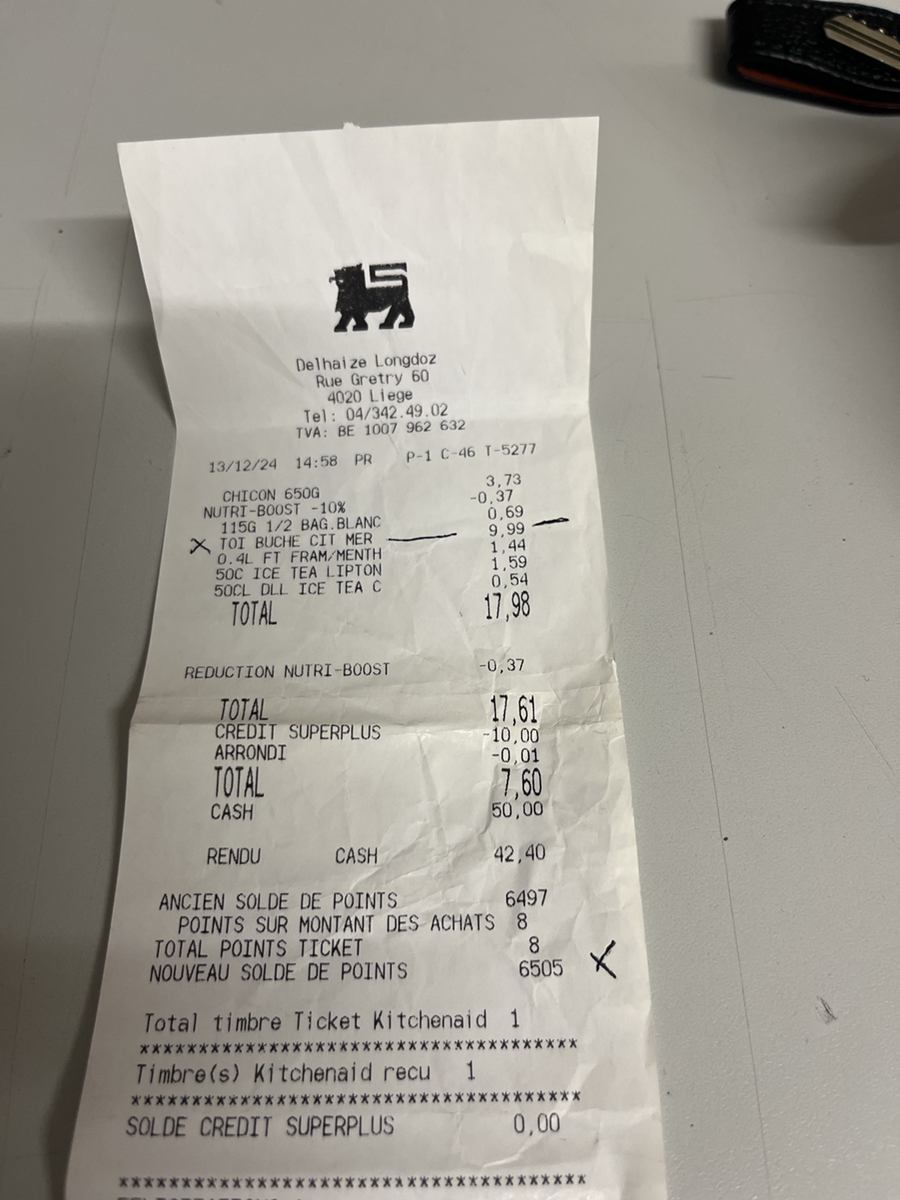 Delhaize Longdoz
Rue Gretry 60
4020 Liege
Tel: 04/342.49.02
TVA: BE 1007 962 632
13/12/24 14:58 PR P-1 C-46 T-5277
CHICON 650G 3,73
NUTRI-BOOST -10% -0,37
115G 1/2 BAG.BLANC 0,69
TOI BUCHE CIT MER 9,99
0.4L FT FRAM/MENTH 1,44
50C ICE TEA LIPTON 1,59
50CL DLL ICE TEA C 0,54
TOTAL 17,98
REDUCTION NUTRI-BOOST -0,37
TOTAL 17,61
CREDIT SUPERPLUS -10,00
ARRONDI -0,01
TOTAL 7,60
CASH 50,00
RENDU CASH 42,40
ANCIEN SOLDE DE POINTS 6497
POINTS SUR MONTANT DES ACHATS 8
TOTAL POINTS TICKET 8
NOUVEAU SOLDE DE POINTS 6505
Total timbre Ticket Kitchenaid 1
*************************************
Timbre(s) Kitchenaid recu 1
*************************************
SOLDE CREDIT SUPERPLUS 0,00
*************************************